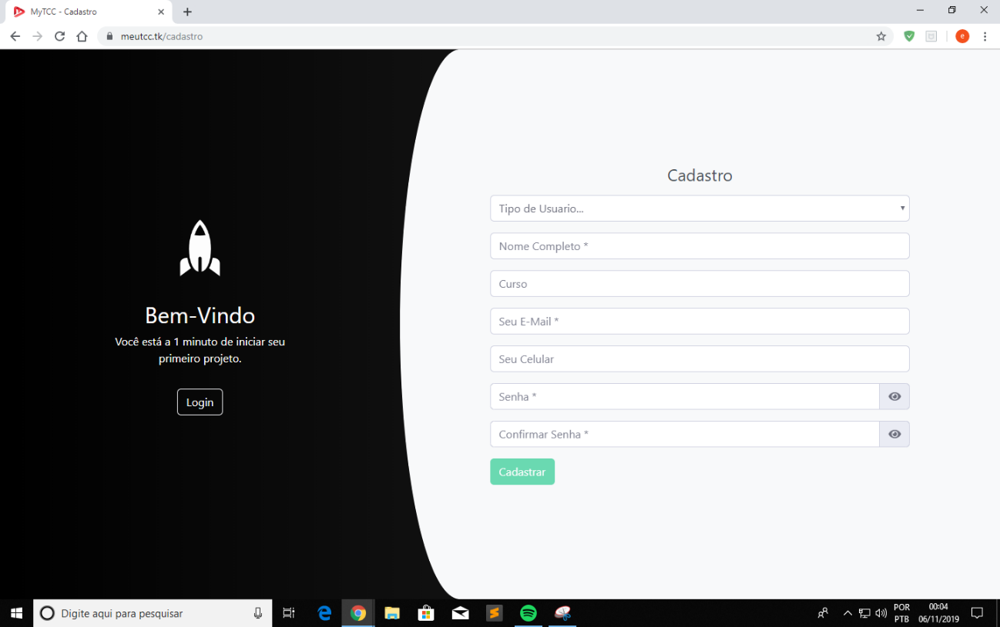 MyTCC - Cadastro
meutcc.tk/cadastro
e
Bem-Vindo
Você está a 1 minuto de iniciar seu
primeiro projeto.
Login
Cadastro
Tipo de Usuario...
Nome Completo *
Curso
Seu E-Mail *
Seu Celular
Senha *
Confirmar Senha *
Cadastrar
Digite aqui para pesquisar
POR
PTB
00:04
06/11/2019